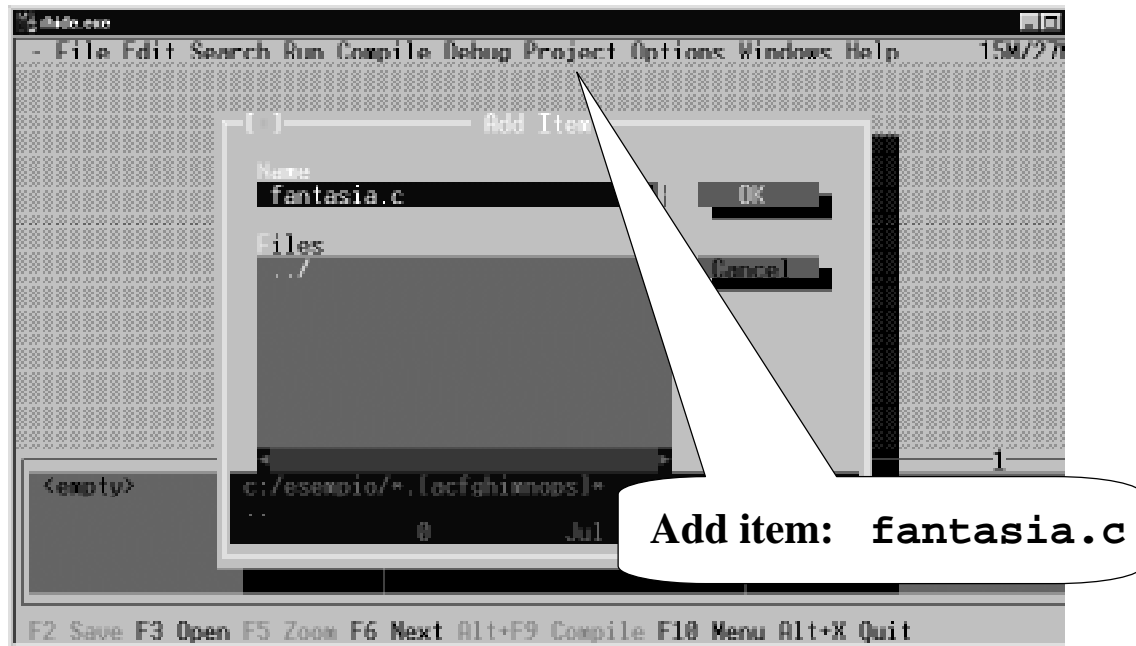 rhide.exe
- File Edit Search Run Compile Debug Project Options Windows Help 15M/27M
Add Item
Name
fantasia.c
OK
Files
../
Cancel
1
<empty>
c:/esempio/*.[acfghimnops]*
..
0 Jul
Add item: fantasia.c
F2 Save F3 Open F5 Zoom F6 Next Alt+F9 Compile F10 Menu Alt+X Quit